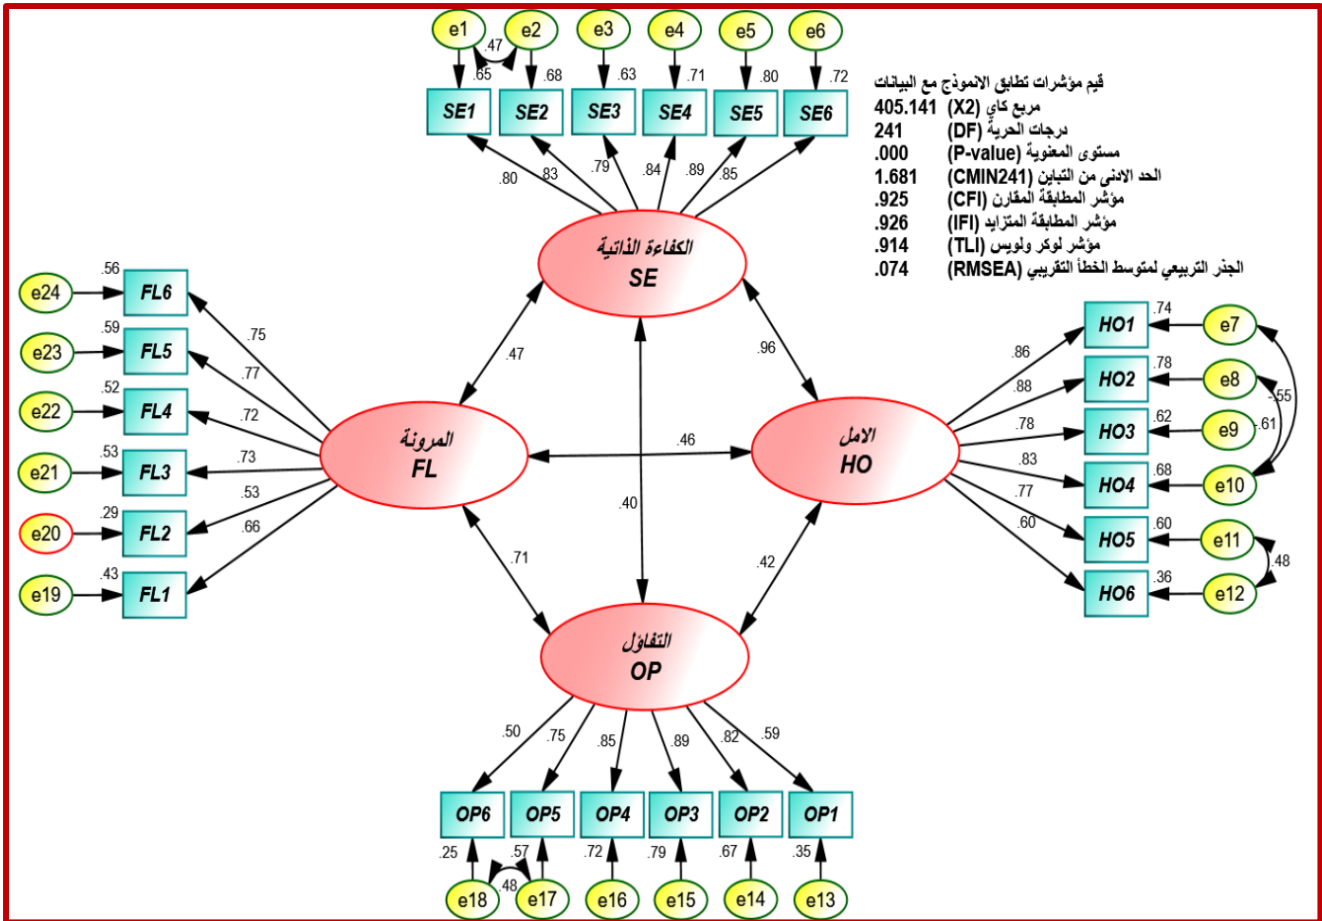 e1 e2 e3 e4 e5 e6
.47
.65 .68 .63 .71 .80 .72
SE1 SE2 SE3 SE4 SE5 SE6
.80 .83 .79 .84 .89 .85
قيم مؤشرات تطابق الانموذج مع البيانات
مربع كاي (X2) 405.141
درجات الحرية (DF) 241
مستوى المعنوية (P-value) .000
الحد الادنى من التباين (CMIN241) 1.681
مؤشر المطابقة المقارن (CFI) .925
مؤشر المطابقة المتزايد (IFI) .926
مؤشر لوكر ولويس (TLI) .914
الجذر التربيعي لمتوسط الخطأ التقريبي (RMSEA) .074
الكفاءة الذاتية
SE
e24 .56 FL6 .75
e23 .59 FL5 .77
e22 .52 FL4 .72
e21 .53 FL3 .73
e20 .29 FL2 .53
e19 .43 FL1 .66
المرونة
FL
.47
.96
.46
.40
.71
.42
الامل
HO
.86 HO1 .74 e7
.88 HO2 .78 e8
.78 HO3 .62 e9
.83 HO4 .68 e10
.77 HO5 .60 e11
.60 HO6 .36 e12
-.55
-.61
.48
التفاؤل
OP
.50 .75 .85 .89 .82 .59
OP6 OP5 OP4 OP3 OP2 OP1
.25 .57 .72 .79 .67 .35
.48
e18 e17 e16 e15 e14 e13